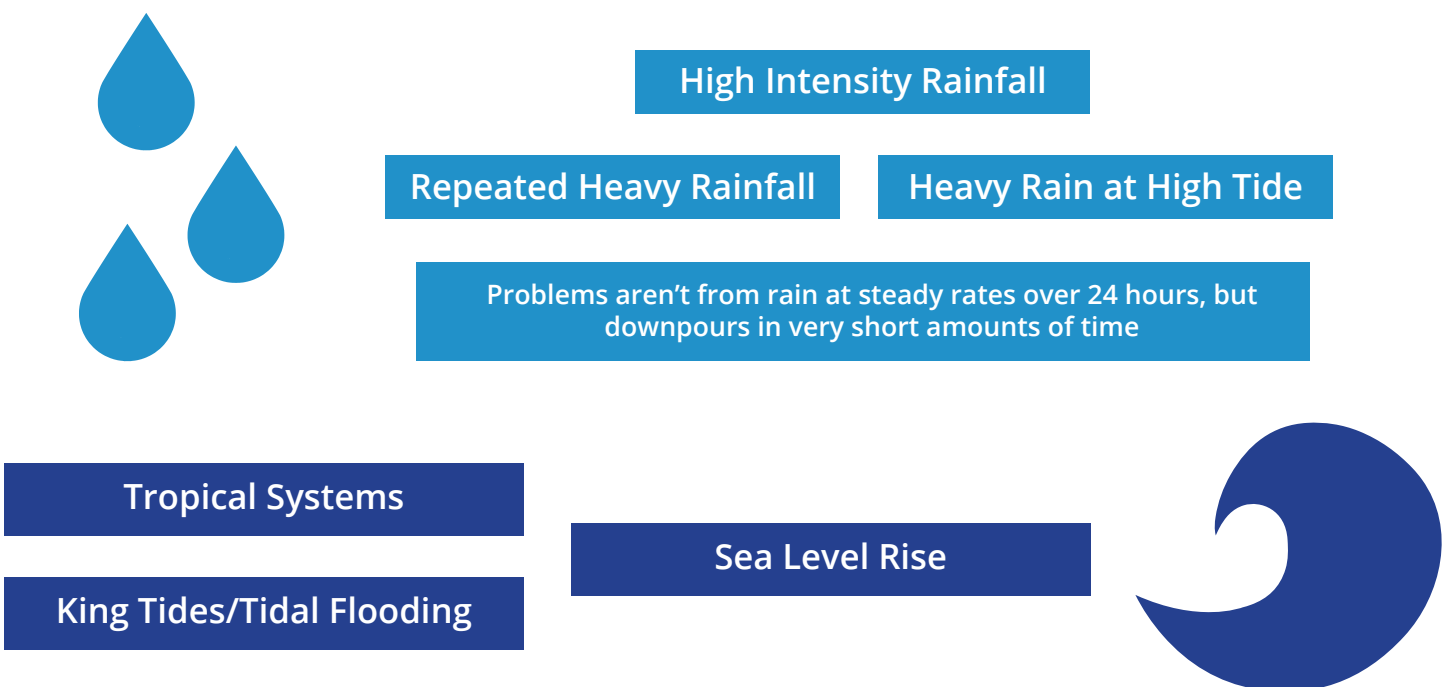 High Intensity Rainfall
Repeated Heavy Rainfall
Heavy Rain at High Tide
Problems aren’t from rain at steady rates over 24 hours, but
downpours in very short amounts of time
Tropical Systems
Sea Level Rise
King Tides/Tidal Flooding